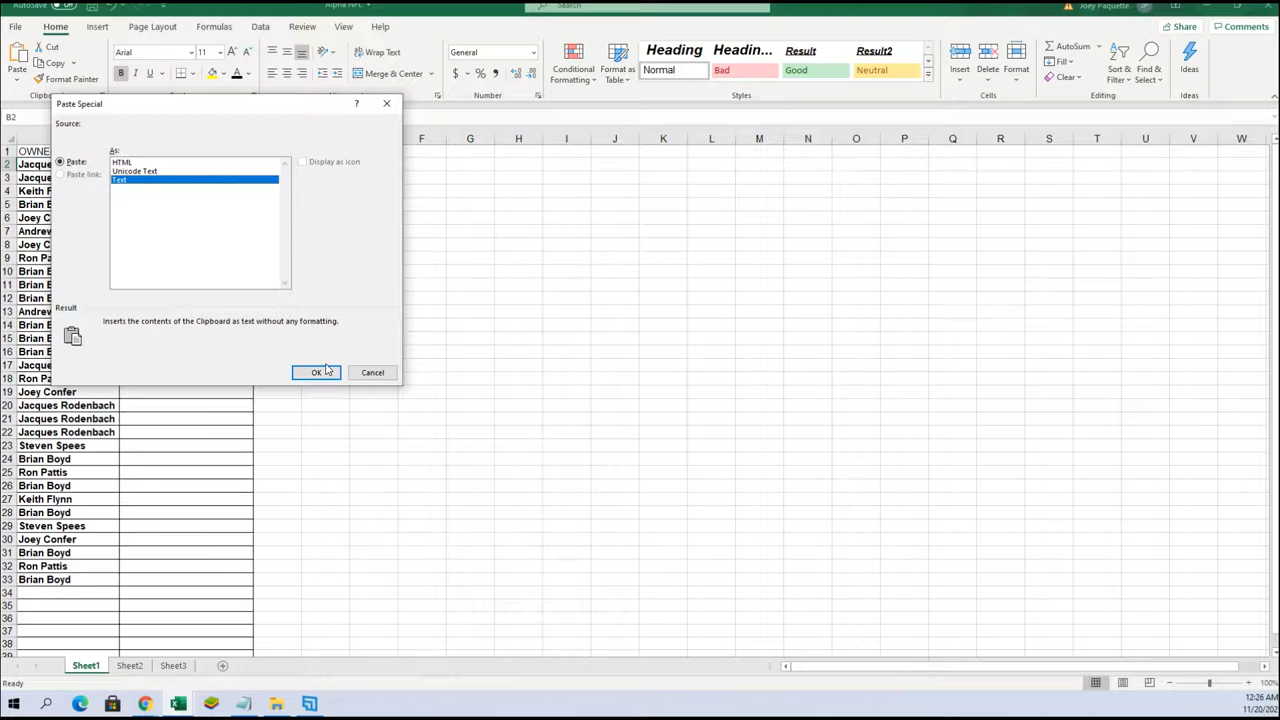 AutoSave
Search
Joey Paquette
File Home Insert Page Layout Formulas Data Review View Help
Share Comments
Paste
Cut
Copy
Format Painter
Arial 11
B I U
Wrap Text
Merge & Center
General
$ % ,
Number
Conditional Formatting
Format as Table
Heading Headin... Result Result2
Normal Bad Good Neutral
Styles
Insert Delete Format
Cells
AutoSum
Fill
Clear
Sort & Filter
Find & Select
Editing
Ideas
Ideas
B2
Paste Special ?
Source:
As:
Paste:
Paste link:
HTML
Unicode Text
Text
Display as icon
Result
Inserts the contents of the Clipboard as text without any formatting.
OK Cancel
F G H I J K L M N O P Q R S T U V W
1 OWNE
2 Jacque
3 Jacque
4 Keith F
5 Brian B
6 Joey C
7 Andrew
8 Joey C
9 Ron Pa
10 Brian B
11 Brian B
12 Brian B
13 Andrew
14 Brian B
15 Brian B
16 Brian B
17 Jacque
18 Ron Pa
19 Joey Confer
20 Jacques Rodenbach
21 Jacques Rodenbach
22 Jacques Rodenbach
23 Steven Spees
24 Brian Boyd
25 Ron Pattis
26 Brian Boyd
27 Keith Flynn
28 Brian Boyd
29 Steven Spees
30 Joey Confer
31 Brian Boyd
32 Ron Pattis
33 Brian Boyd
34
35
36
37
38
Sheet1 Sheet2 Sheet3
Ready
100%
12:26 AM
11/20/202